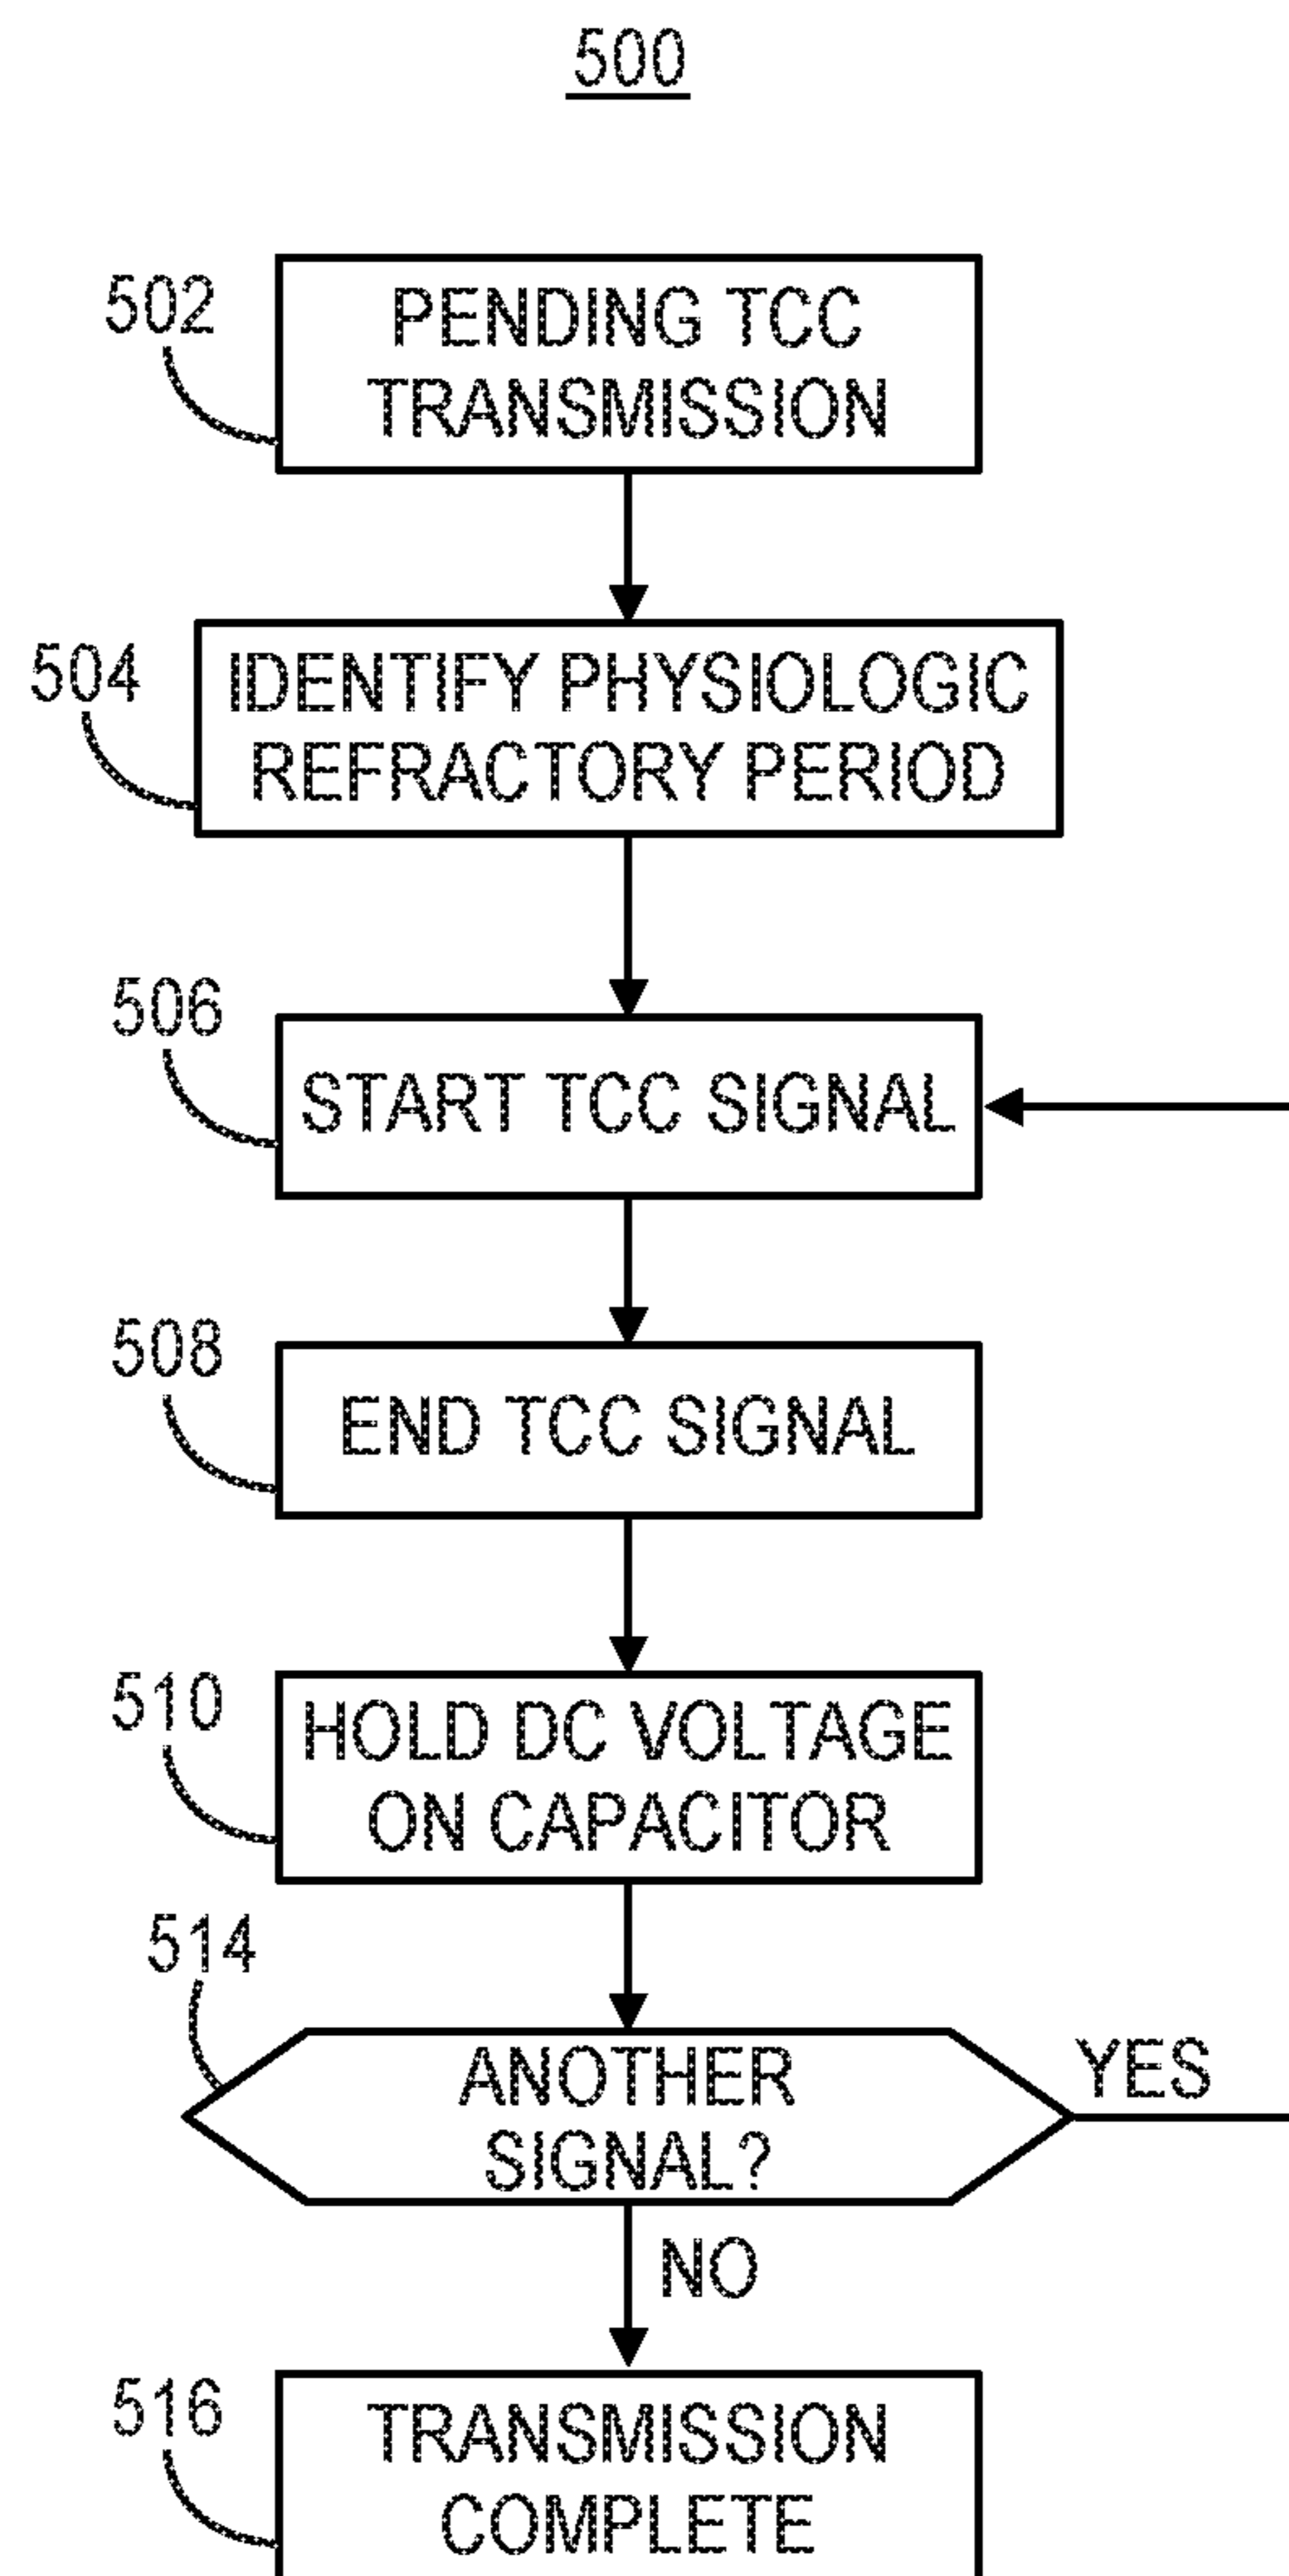 500
502
PENDING TCC
TRANSMISSION
504
IDENTIFY PHYSIOLOGIC
REFRACTORY PERIOD
506
START TCC SIGNAL
508
END TCC SIGNAL
510
HOLD DC VOLTAGE
ON CAPACITOR
514
ANOTHER
SIGNAL?
YES
NO
516
TRANSMISSION
COMPLETE